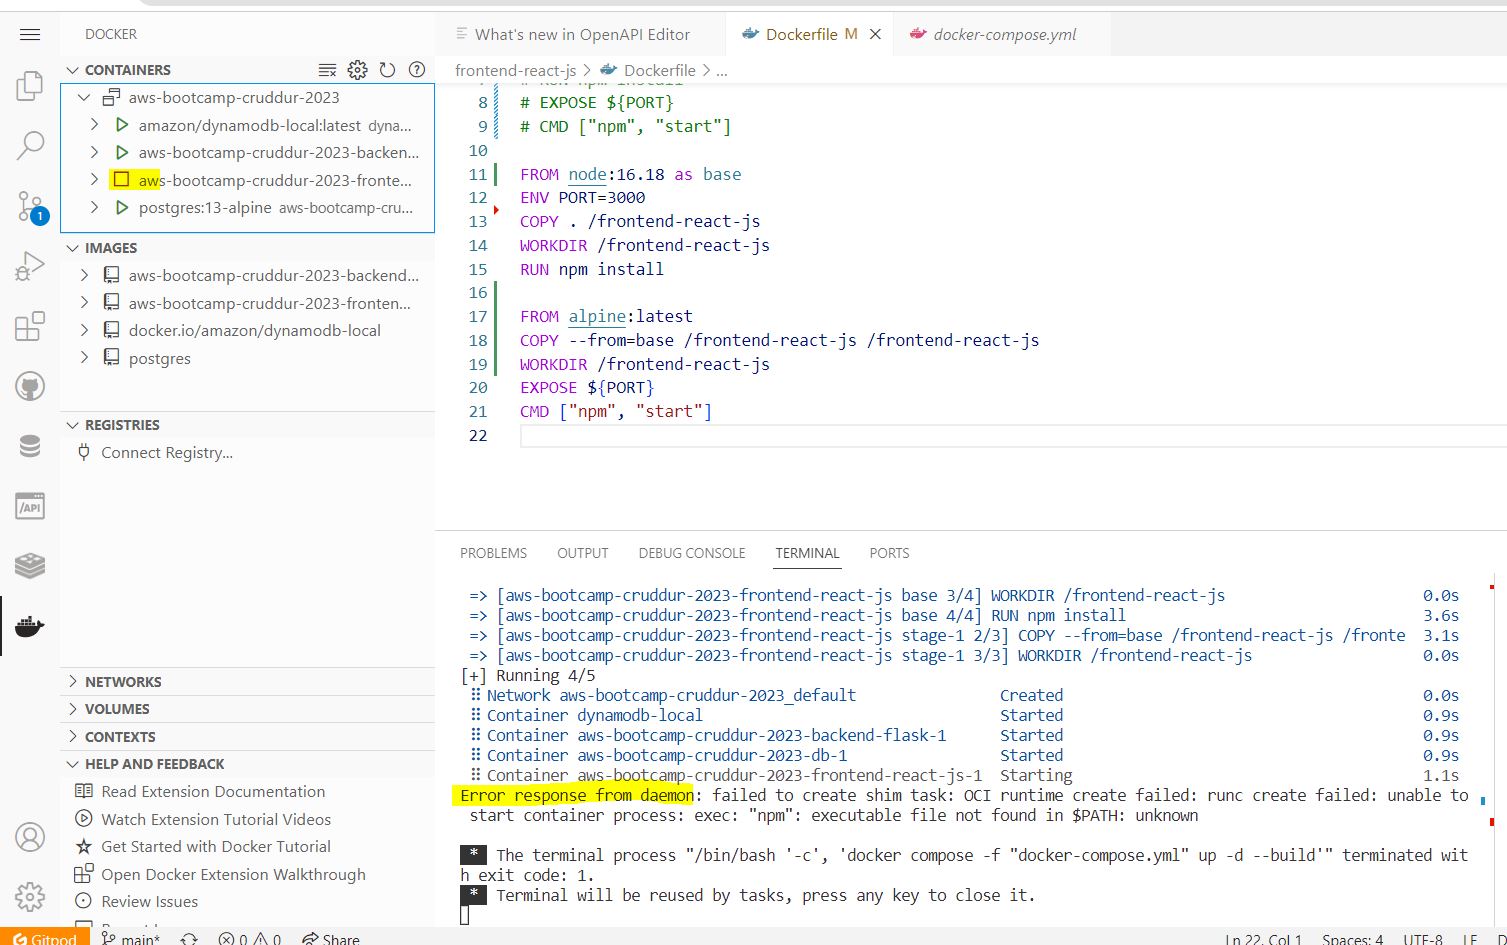 DOCKER
CONTAINERS
aws-bootcamp-cruddur-2023
amazon/dynamodb-local:latest dyna...
aws-bootcamp-cruddur-2023-backen...
aws-bootcamp-cruddur-2023-fronte...
postgres:13-alpine aws-bootcamp-cru...
IMAGES
aws-bootcamp-cruddur-2023-backend...
aws-bootcamp-cruddur-2023-fronten...
docker.io/amazon/dynamodb-local
postgres
REGISTRIES
Connect Registry...
NETWORKS
VOLUMES
CONTEXTS
HELP AND FEEDBACK
Read Extension Documentation
Watch Extension Tutorial Videos
Get Started with Docker Tutorial
Open Docker Extension Walkthrough
Review Issues
1
/API
What's new in OpenAPI Editor
Dockerfile M
docker-compose.yml
frontend-react-js > Dockerfile > ...
8 # EXPOSE ${PORT}
9 # CMD ["npm", "start"]
10
11 FROM node:16.18 as base
12 ENV PORT=3000
13 COPY . /frontend-react-js
14 WORKDIR /frontend-react-js
15 RUN npm install
16
17 FROM alpine:latest
18 COPY --from=base /frontend-react-js /frontend-react-js
19 WORKDIR /frontend-react-js
20 EXPOSE ${PORT}
21 CMD ["npm", "start"]
22
PROBLEMS OUTPUT DEBUG CONSOLE TERMINAL PORTS
=> [aws-bootcamp-cruddur-2023-frontend-react-js base 3/4] WORKDIR /frontend-react-js 0.0s
=> [aws-bootcamp-cruddur-2023-frontend-react-js base 4/4] RUN npm install 3.6s
=> [aws-bootcamp-cruddur-2023-frontend-react-js stage-1 2/3] COPY --from=base /frontend-react-js /fronte 3.1s
=> [aws-bootcamp-cruddur-2023-frontend-react-js stage-1 3/3] WORKDIR /frontend-react-js 0.0s
[+] Running 4/5
⠿ Network aws-bootcamp-cruddur-2023_default Created 0.0s
⠿ Container dynamodb-local Started 0.9s
⠿ Container aws-bootcamp-cruddur-2023-backend-flask-1 Started 0.9s
⠿ Container aws-bootcamp-cruddur-2023-db-1 Started 0.9s
⠿ Container aws-bootcamp-cruddur-2023-frontend-react-js-1 Starting 1.1s
Error response from daemon: failed to create shim task: OCI runtime create failed: runc create failed: unable to
start container process: exec: "npm": executable file not found in $PATH: unknown
* The terminal process "/bin/bash '-c', 'docker compose -f "docker-compose.yml" up -d --build'" terminated wit
h exit code: 1.
* Terminal will be reused by tasks, press any key to close it.
Gitpod main* 0 0 Share Ln 22, Col 1 Spaces: 4 UTF-8 LF